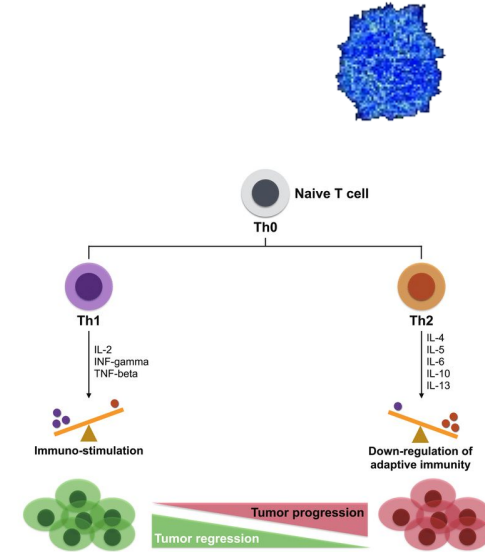 Naive T cell
Th0
Th1
Th2
IL-2
INF-gamma
TNF-beta
IL-4
IL-5
IL-6
IL-10
IL-13
Immuno-stimulation
Down-regulation of
adaptive immunity
Tumor progression
Tumor regression